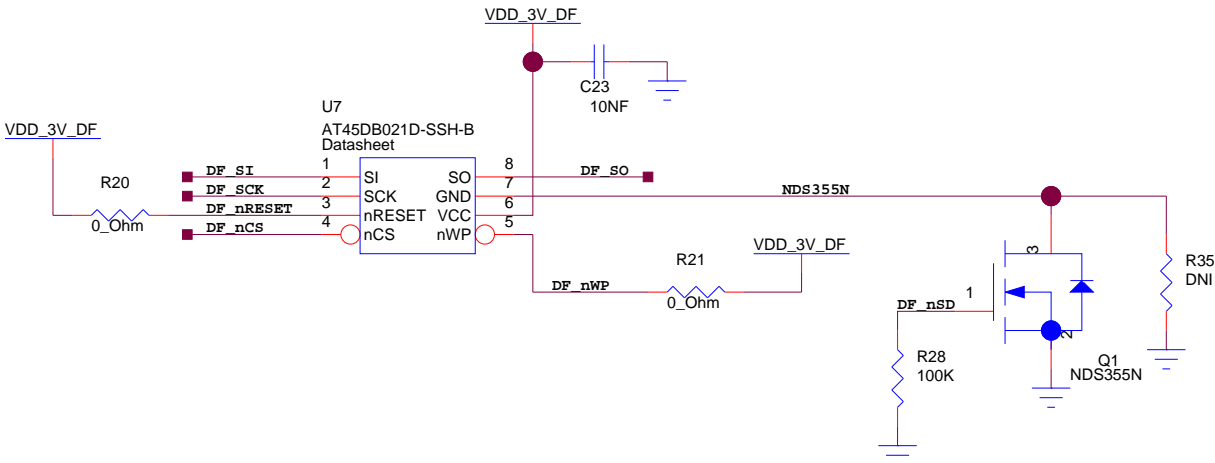 VDD_3V_DF
C23
10NF
U7
AT45DB021D-SSH-B
Datasheet
VDD_3V_DF
R20
0_Ohm
DF_SI
DF_SCK
DF_nRESET
DF_nCS
1
2
3
4
SI
SCK
nRESET
nCS
SO
GND
VCC
nWP
8
7
6
5
DF_SO
NDS355N
DF_nWP
R21
0_Ohm
VDD_3V_DF
R35
DNI
DF_nSD
1
3
2
R28
100K
Q1
NDS355N